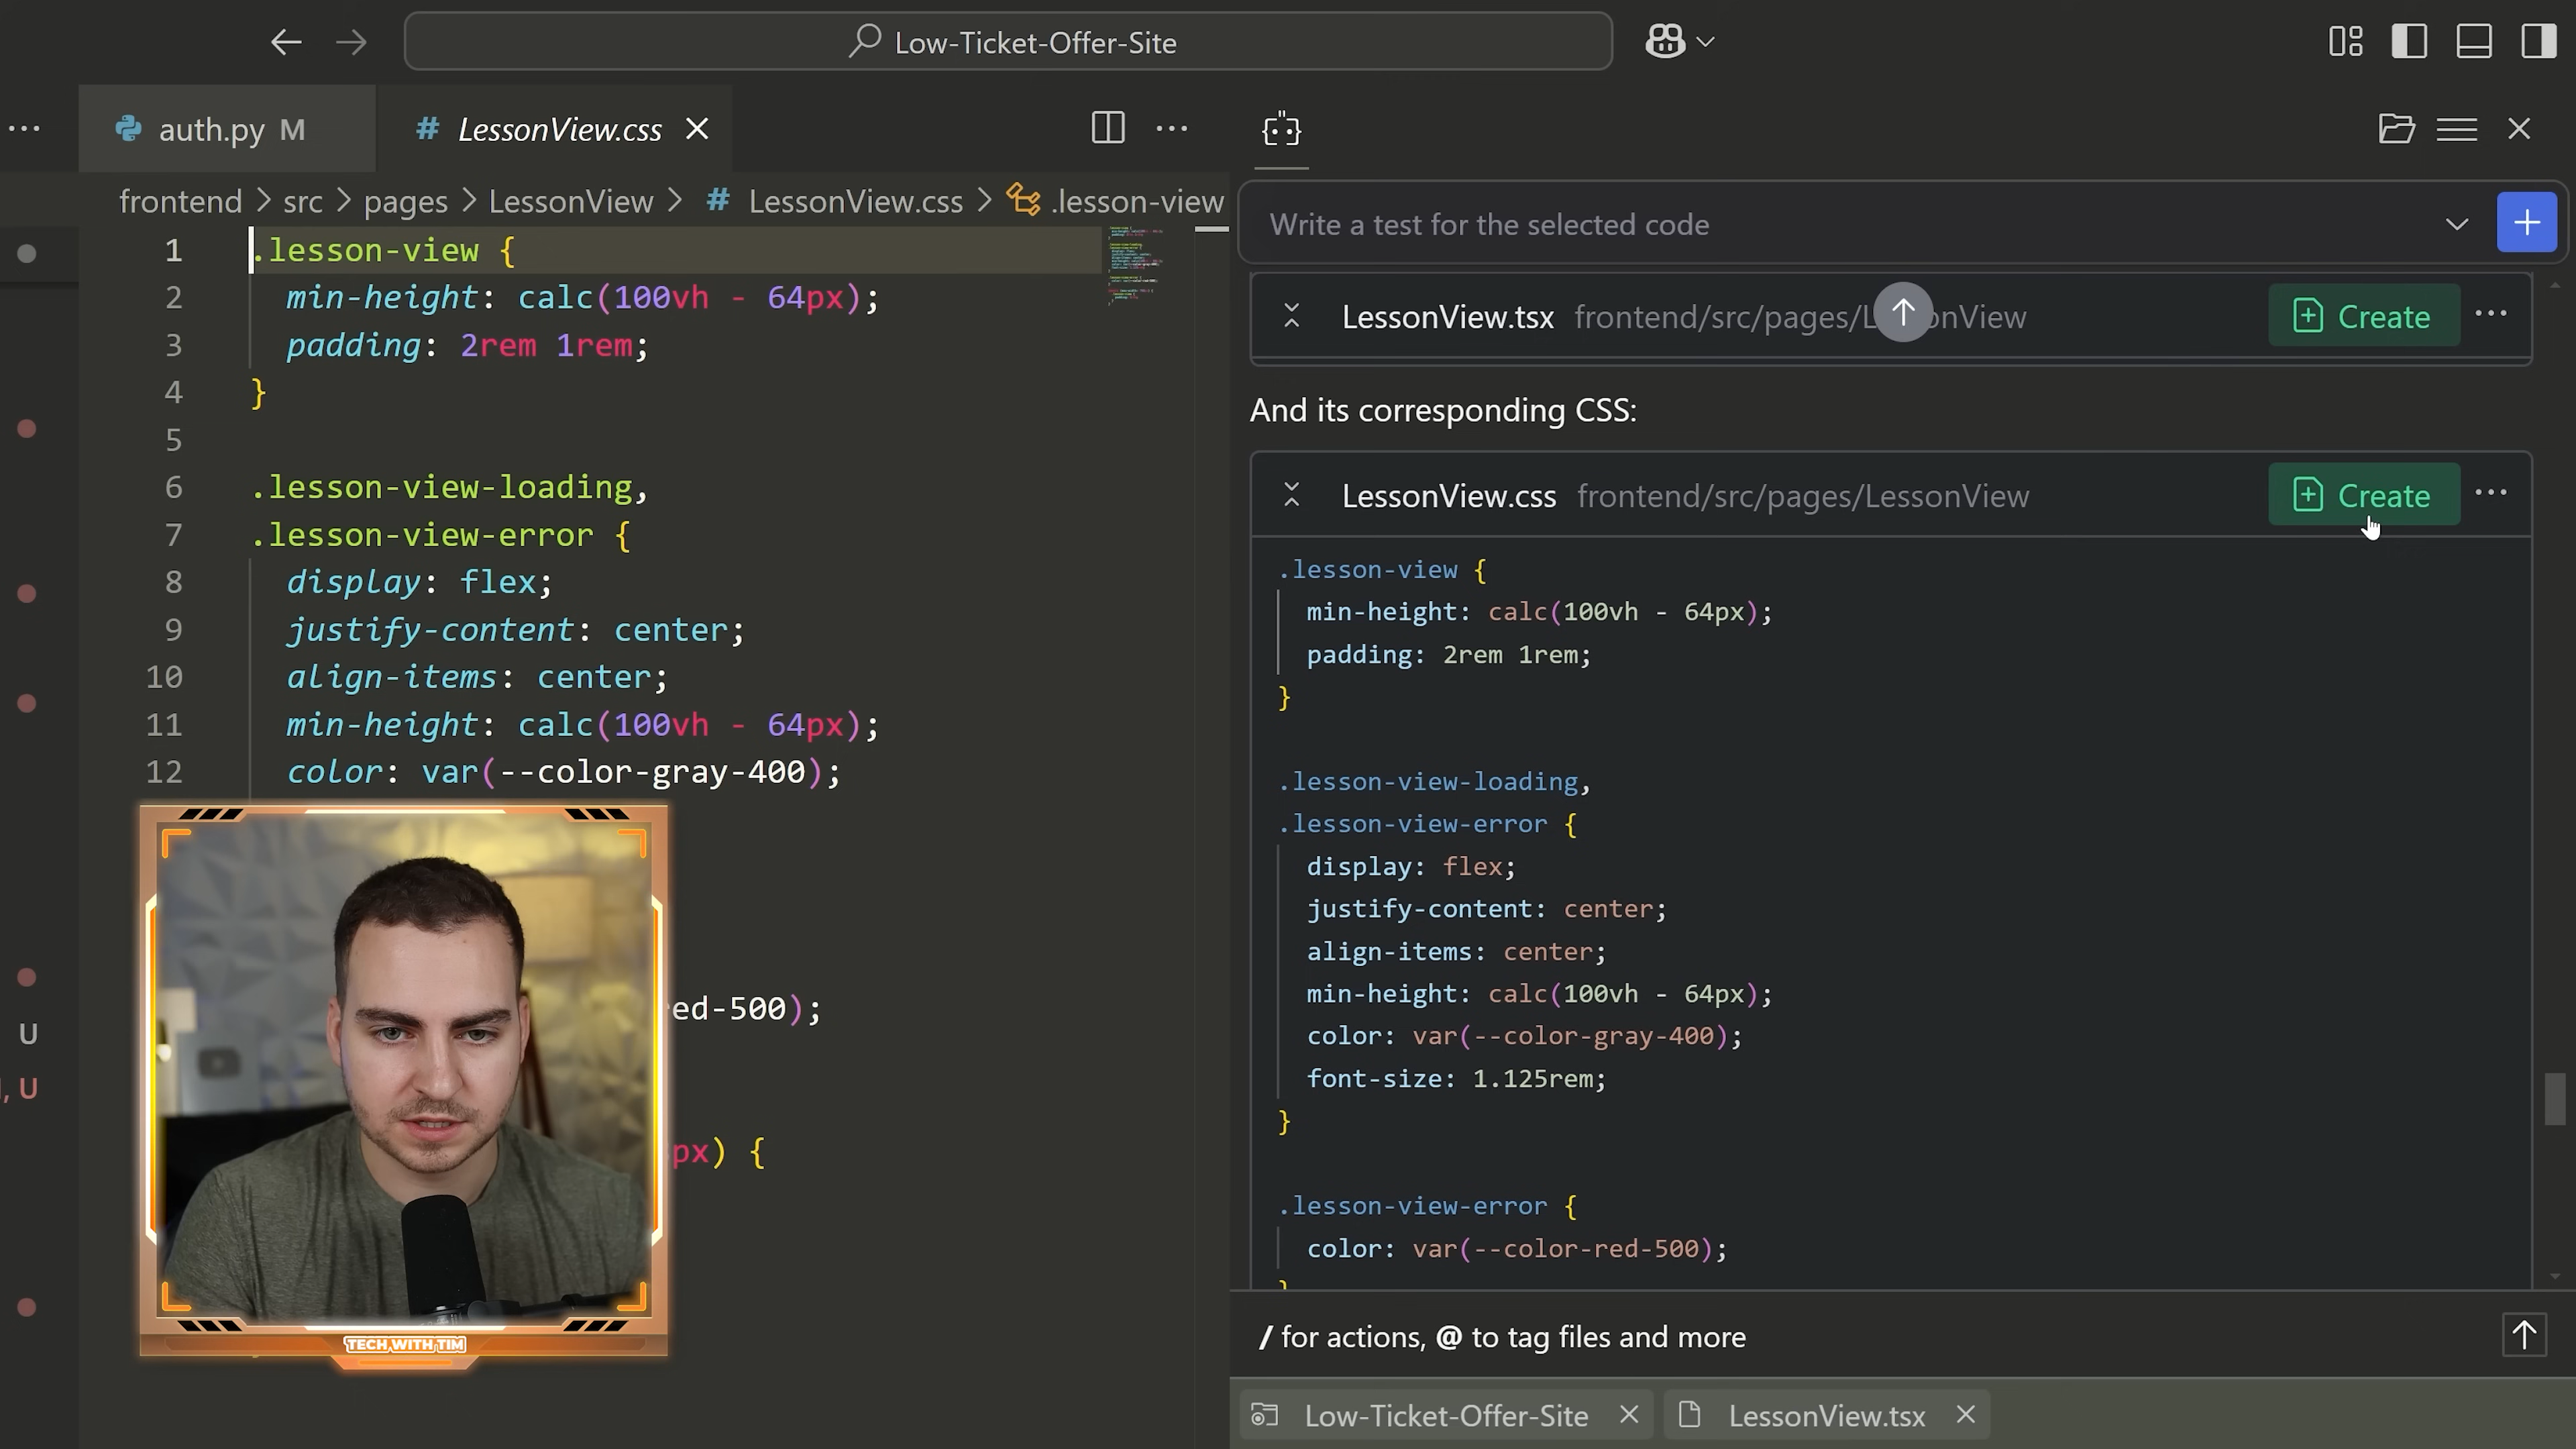 Low-Ticket-Offer-Site
auth.py M
# LessonView.css
frontend > src > pages > LessonView > # LessonView.css > .lesson-view
1 .lesson-view {
2 min-height: calc(100vh - 64px);
3 padding: 2rem 1rem;
4 }
5
6 .lesson-view-loading,
7 .lesson-view-error {
8 display: flex;
9 justify-content: center;
10 align-items: center;
11 min-height: calc(100vh - 64px);
12 color: var(--color-gray-400);
ed-500);
px) {
U
, U
TECH WITH TIM
Write a test for the selected code
LessonView.tsx frontend/src/pages/L onView Create
And its corresponding CSS:
LessonView.css frontend/src/pages/LessonView Create
.lesson-view {
min-height: calc(100vh - 64px);
padding: 2rem 1rem;
}
.lesson-view-loading,
.lesson-view-error {
display: flex;
justify-content: center;
align-items: center;
min-height: calc(100vh - 64px);
color: var(--color-gray-400);
font-size: 1.125rem;
}
.lesson-view-error {
color: var(--color-red-500);
}
/ for actions, @ to tag files and more
Low-Ticket-Offer-Site
LessonView.tsx